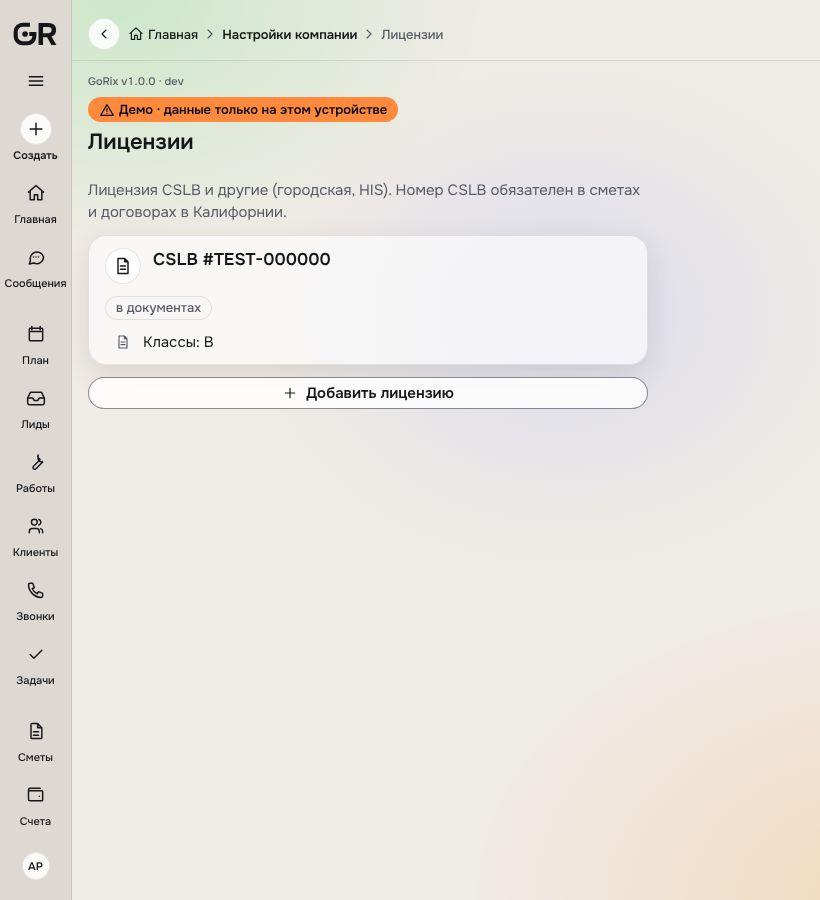 GR
Главная
Настройки компании
Лицензии
GoRix v1.0.0 · dev
Демо · данные только на этом устройстве
Лицензии
Лицензия CSLB и другие (городская, HIS). Номер CSLB обязателен в сметах
и договорах в Калифорнии.
CSLB #TEST-000000
в документах
Классы: B
Добавить лицензию
Создать
Главная
Сообщения
План
Лиды
Работы
Клиенты
Звонки
Задачи
Сметы
Счета
AP